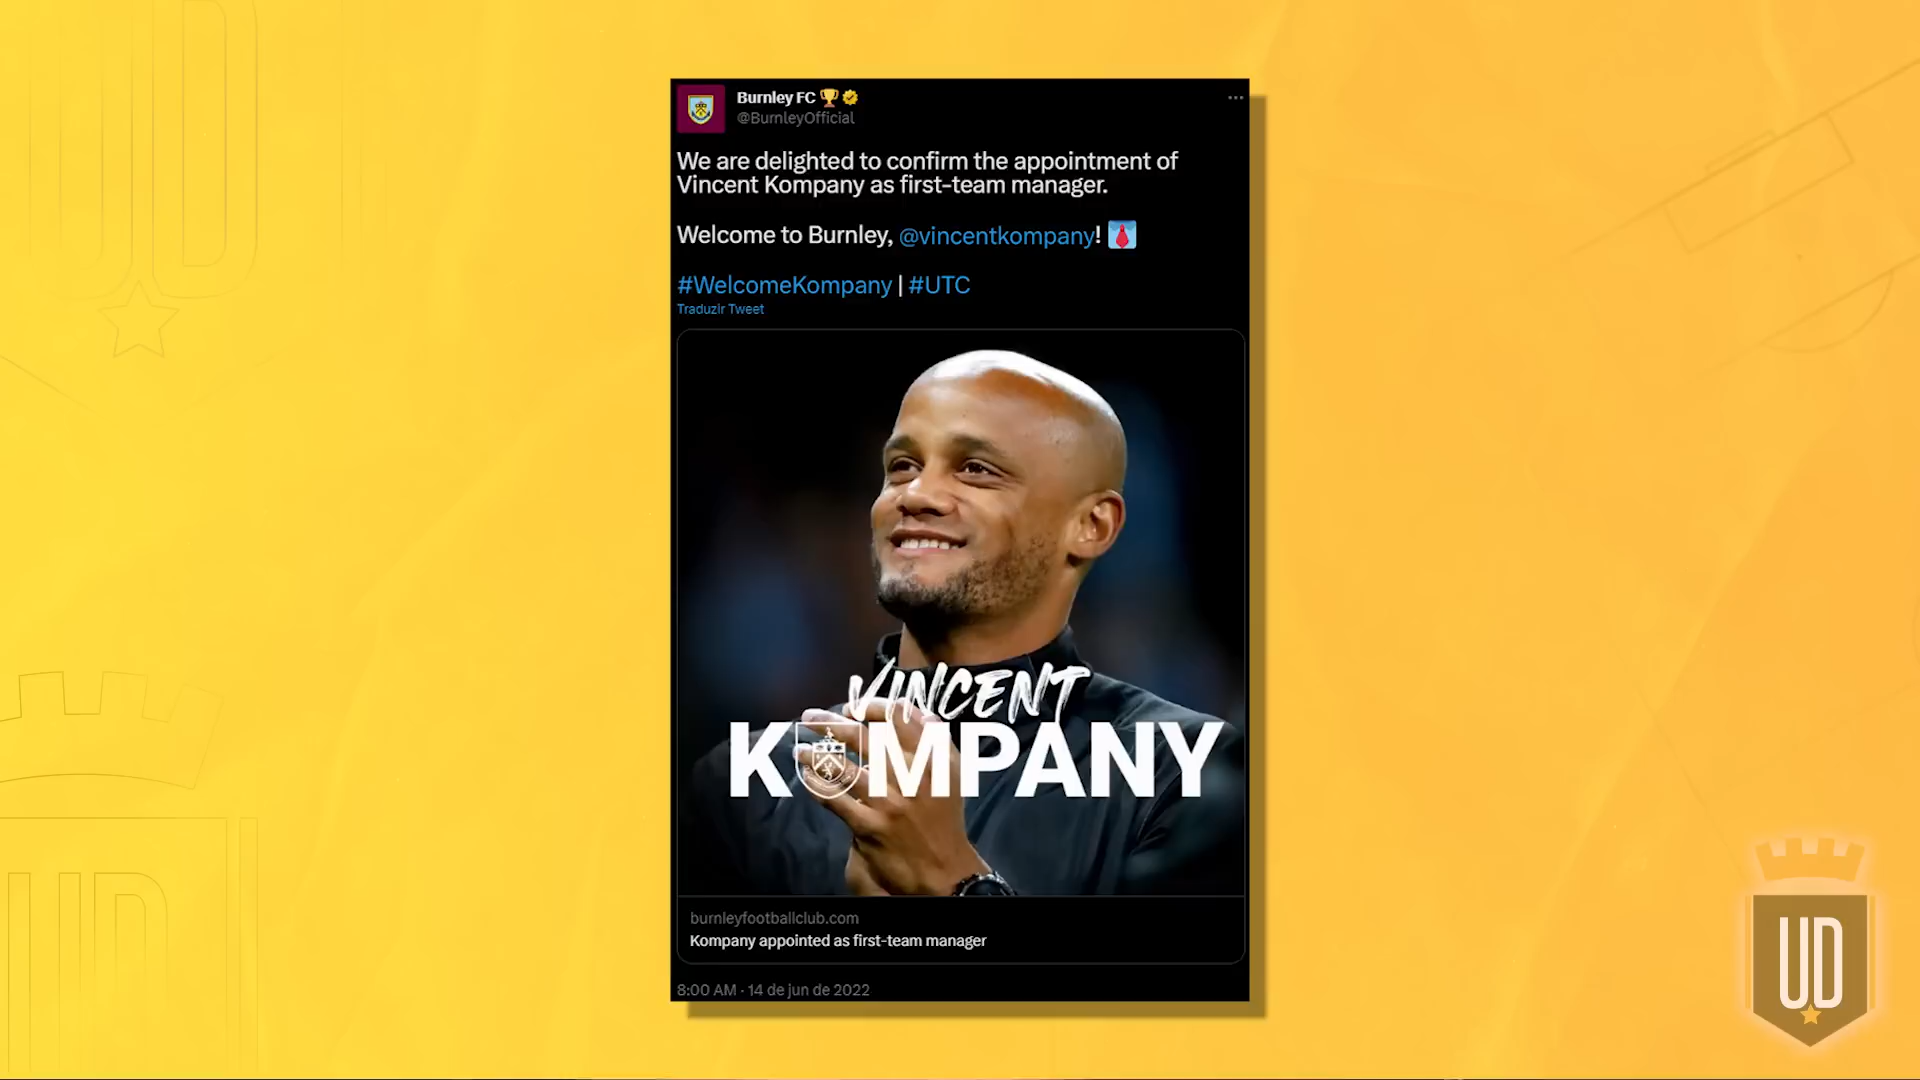 Burnley FC 🏆
@BurnleyOfficial
We are delighted to confirm the appointment of
Vincent Kompany as first-team manager.
Welcome to Burnley, @vincentkompany! 👔
#WelcomeKompany | #UTC
Traduzir Tweet
VINCENT
KOMPANY
burnleyfootballclub.com
Kompany appointed as first-team manager
8:00 AM · 14 de jun de 2022
UD
UD
UD